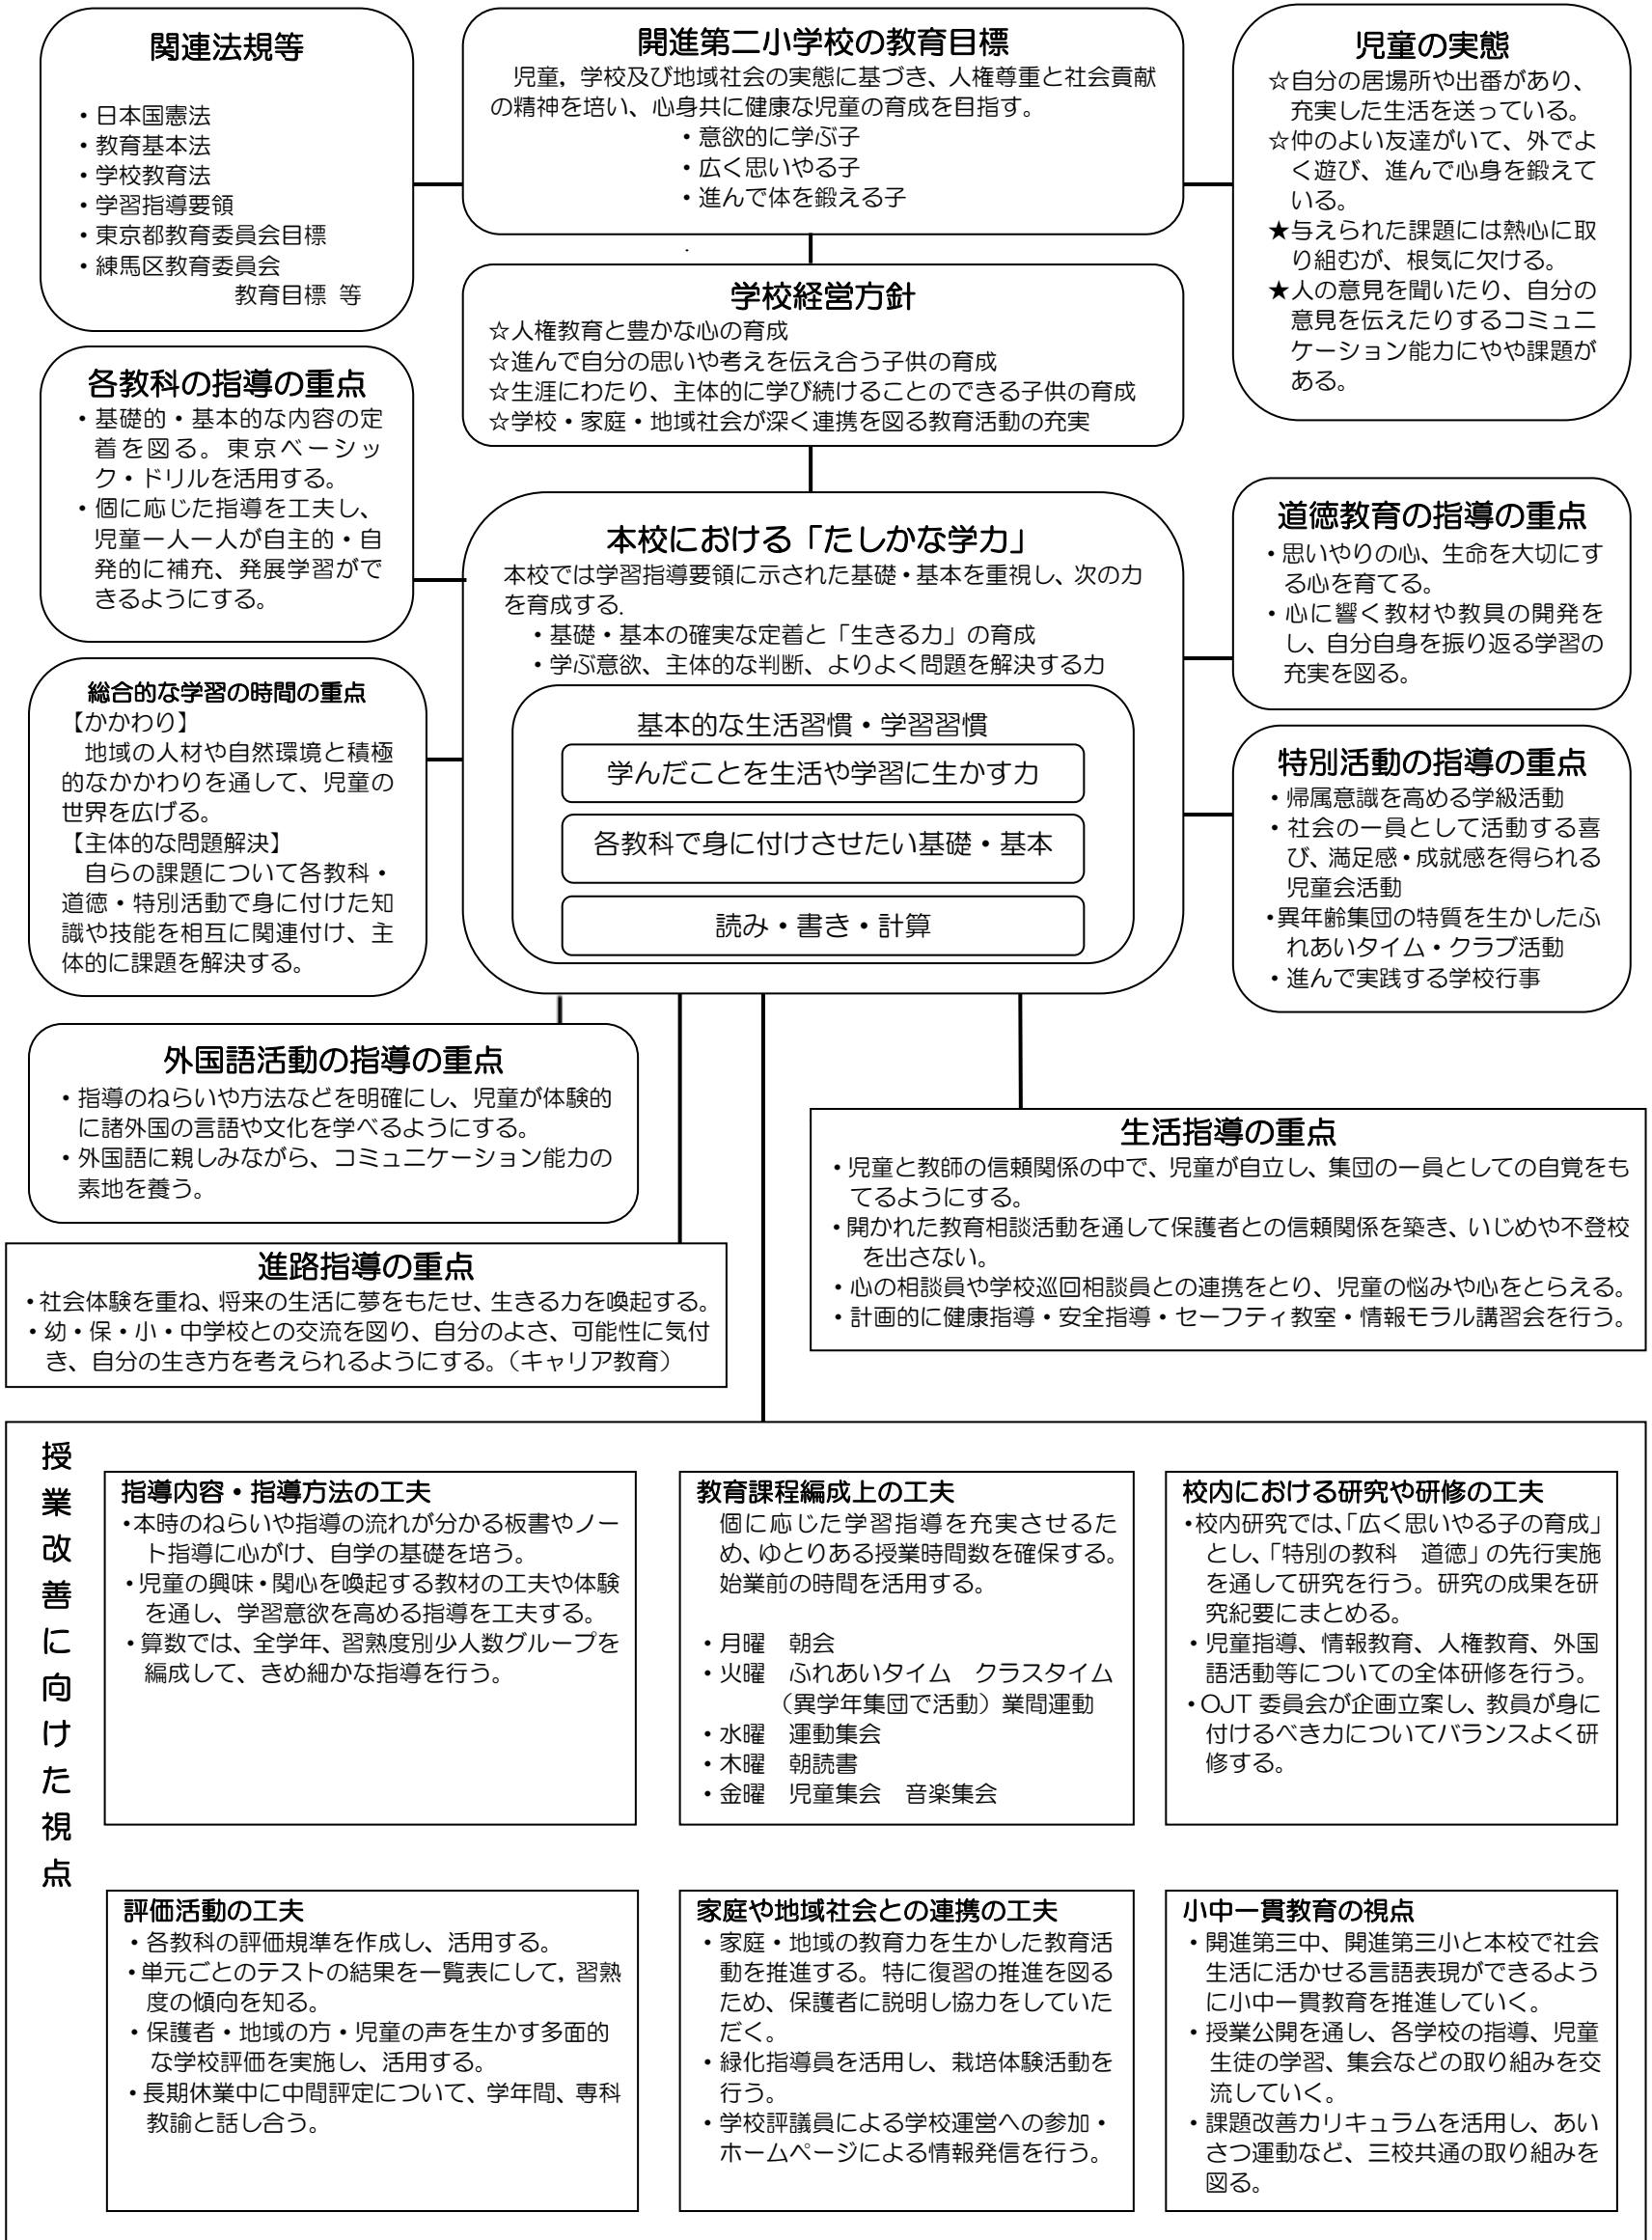 関連法規等
・日本国憲法
・教育基本法
・学校教育法
・学習指導要領
・東京都教育委員会目標
・練馬区教育委員会
教育目標 等
開進第二小学校の教育目標
児童，学校及び地域社会の実態に基づき、人権尊重と社会貢献
の精神を培い、心身共に健康な児童の育成を目指す。
・意欲的に学ぶ子
・広く思いやる子
・進んで体を鍛える子
児童の実態
☆自分の居場所や出番があり、
充実した生活を送っている。
☆仲のよい友達がいて、外でよ
く遊び、進んで心身を鍛えて
いる。
★与えられた課題には熱心に取
り組むが、根気に欠ける。
★人の意見を聞いたり、自分の
意見を伝えたりするコミュニ
ケーション能力にやや課題が
ある。
学校経営方針
☆人権教育と豊かな心の育成
☆進んで自分の思いや考えを伝え合う子供の育成
☆生涯にわたり、主体的に学び続けることのできる子供の育成
☆学校・家庭・地域社会が深く連携を図る教育活動の充実
各教科の指導の重点
・基礎的・基本的な内容の定
着を図る。東京ベーシッ
ク・ドリルを活用する。
・個に応じた指導を工夫し、
児童一人一人が自主的・自
発的に補充、発展学習がで
きるようにする。
本校における「たしかな学力」
本校では学習指導要領に示された基礎・基本を重視し、次の力
を育成する.
・基礎・基本の確実な定着と「生きる力」の育成
・学ぶ意欲、主体的な判断、よりよく問題を解決する力
基本的な生活習慣・学習習慣
学んだことを生活や学習に生かす力
各教科で身に付けさせたい基礎・基本
読み・書き・計算
道徳教育の指導の重点
・思いやりの心、生命を大切にす
る心を育てる。
・心に響く教材や教具の開発を
し、自分自身を振り返る学習の
充実を図る。
総合的な学習の時間の重点
【かかわり】
地域の人材や自然環境と積極
的なかかわりを通して、児童の
世界を広げる。
【主体的な問題解決】
自らの課題について各教科・
道徳・特別活動で身に付けた知
識や技能を相互に関連付け、主
体的に課題を解決する。
特別活動の指導の重点
・帰属意識を高める学級活動
・社会の一員として活動する喜
び、満足感・成就感を得られる
児童会活動
・異年齢集団の特質を生かしたふ
れあいタイム・クラブ活動
・進んで実践する学校行事
外国語活動の指導の重点
・指導のねらいや方法などを明確にし、児童が体験的
に諸外国の言語や文化を学べるようにする。
・外国語に親しみながら、コミュニケーション能力の
素地を養う。
生活指導の重点
・児童と教師の信頼関係の中で、児童が自立し、集団の一員としての自覚をも
てるようにする。
・開かれた教育相談活動を通して保護者との信頼関係を築き、いじめや不登校
を出さない。
・心の相談員や学校巡回相談員との連携をとり、児童の悩みや心をとらえる。
・計画的に健康指導・安全指導・セーフティ教室・情報モラル講習会を行う。
進路指導の重点
・社会体験を重ね、将来の生活に夢をもたせ、生きる力を喚起する。
・幼・保・小・中学校との交流を図り、自分のよさ、可能性に気付
き、自分の生き方を考えられるようにする。（キャリア教育）
授業改善に向けた視点
指導内容・指導方法の工夫
・本時のねらいや指導の流れが分かる板書やノー
ト指導に心がけ、自学の基礎を培う。
・児童の興味・関心を喚起する教材の工夫や体験
を通し、学習意欲を高める指導を工夫する。
・算数では、全学年、習熟度別少人数グループを
編成して、きめ細かな指導を行う。
教育課程編成上の工夫
個に応じた学習指導を充実させるた
め、ゆとりある授業時間数を確保する。
始業前の時間を活用する。
・月曜　朝会
・火曜　ふれあいタイム　クラスタイム
（異学年集団で活動）業間運動
・水曜　運動集会
・木曜　朝読書
・金曜　児童集会　音楽集会
校内における研究や研修の工夫
・校内研究では、「広く思いやる子の育成」
とし、「特別の教科　道徳」の先行実施
を通して研究を行う。研究の成果を研
究紀要にまとめる。
・児童指導、情報教育、人権教育、外国
語活動等についての全体研修を行う。
・OJT 委員会が企画立案し、教員が身に
付けるべき力についてバランスよく研
修する。
評価活動の工夫
・各教科の評価規準を作成し、活用する。
・単元ごとのテストの結果を一覧表にして，習熟
度の傾向を知る。
・保護者・地域の方・児童の声を生かす多面的
な学校評価を実施し、活用する。
・長期休業中に中間評定について、学年間、専科
教諭と話し合う。
家庭や地域社会との連携の工夫
・家庭・地域の教育力を生かした教育活
動を推進する。特に復習の推進を図る
ため、保護者に説明し協力をしていた
だく。
・緑化指導員を活用し、栽培体験活動を
行う。
・学校評議員による学校運営への参加・
ホームページによる情報発信を行う。
小中一貫教育の視点
・開進第三中、開進第三小と本校で社会
生活に活かせる言語表現ができるよう
に小中一貫教育を推進していく。
・授業公開を通し、各学校の指導、児童
生徒の学習、集会などの取り組みを交
流していく。
・課題改善カリキュラムを活用し、あい
さつ運動など、三校共通の取り組みを
図る。